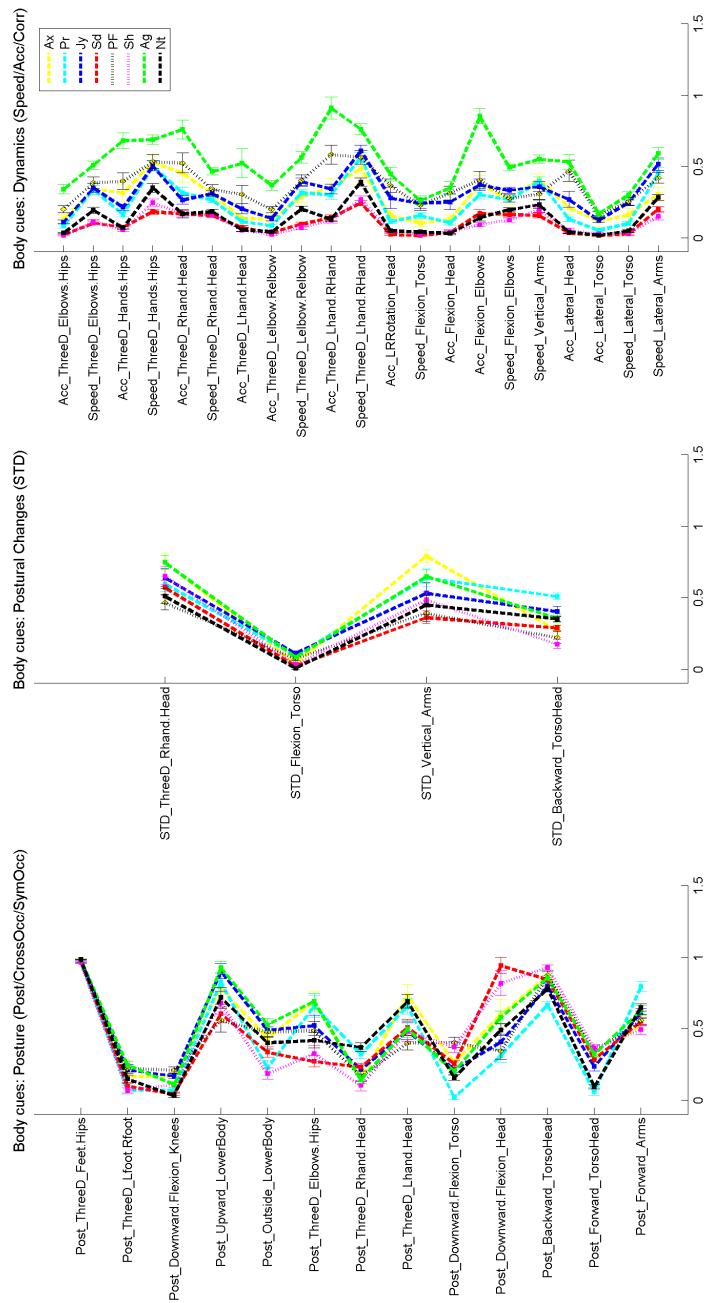 Body cues: Dynamics (Speed/Acc/Corr)
Ax
Pr
Jy
Sd
PF
Sh
Ag
Nt
1.5
1
0.5
0
Acc_ThreeD_Elbows.Hips
Speed_ThreeD_Elbows.Hips
Acc_ThreeD_Hands.Hips
Speed_ThreeD_Hands.Hips
Acc_ThreeD_Rhand.Head
Speed_ThreeD_Rhand.Head
Acc_ThreeD_Lhand.Head
Acc_ThreeD_Lelbow.Relbow
Speed_ThreeD_Lelbow.Relbow
Acc_ThreeD_Lhand.RHand
Speed_ThreeD_Lhand.RHand
Acc_LRRotation_Head
Speed_Flexion_Torso
Acc_Flexion_Head
Acc_Flexion_Elbows
Speed_Flexion_Elbows
Speed_Vertical_Arms
Acc_Lateral_Head
Acc_Lateral_Torso
Speed_Lateral_Torso
Speed_Lateral_Arms
Body cues: Postural Changes (STD)
1.5
1
0.5
0
STD_ThreeD_Rhand.Head
STD_Flexion_Torso
STD_Vertical_Arms
STD_Backward_TorsoHead
Body cues: Posture (Post/CrossOcc/SymOcc)
1.5
1
0.5
0
Post_ThreeD_Feet.Hips
Post_ThreeD_Lfoot.Rfoot
Post_Downward.Flexion_Knees
Post_Upward_LowerBody
Post_Outside_LowerBody
Post_ThreeD_Elbows.Hips
Post_ThreeD_Rhand.Head
Post_ThreeD_Lhand.Head
Post_Downward.Flexion_Torso
Post_Downward.Flexion_Head
Post_Backward_TorsoHead
Post_Forward_TorsoHead
Post_Forward_Arms